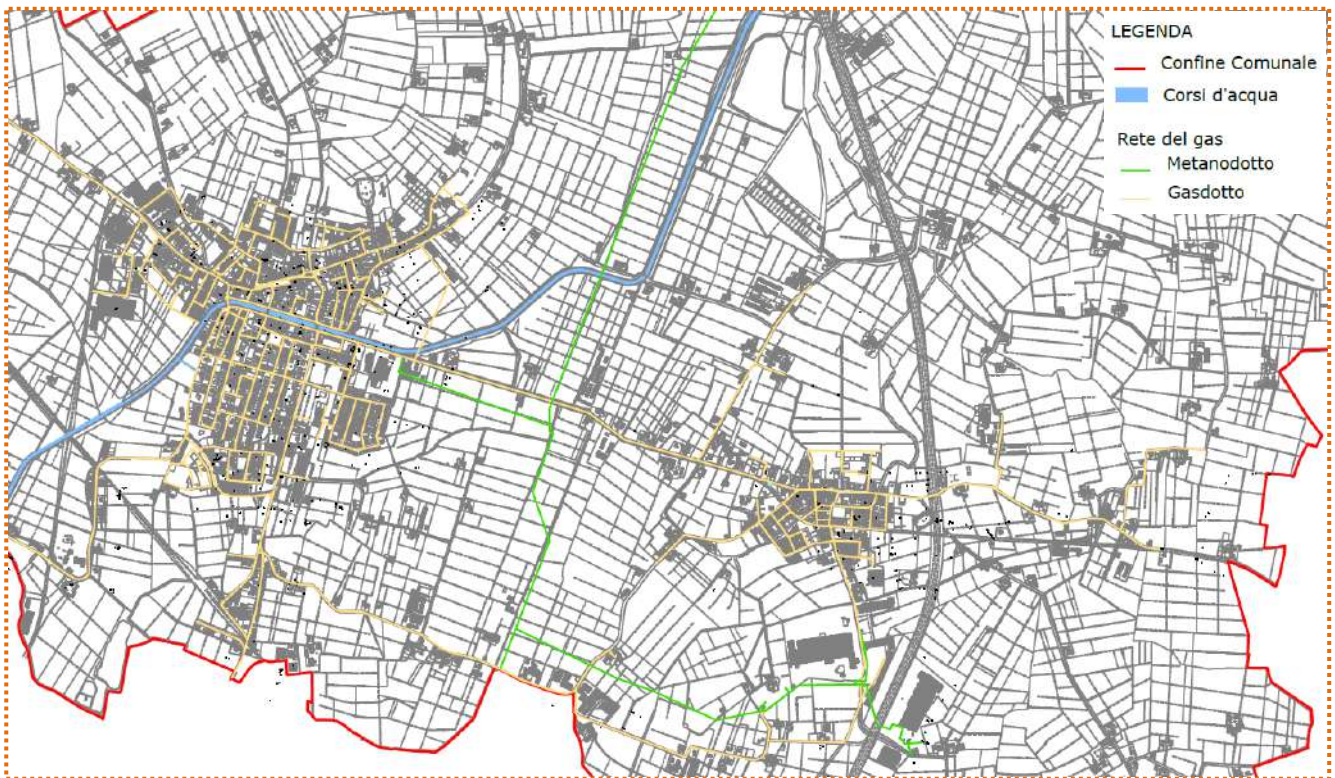 LEGENDA
Confine Comunale
Corsi d'acqua
Rete del gas
Metanodotto
Gasdotto